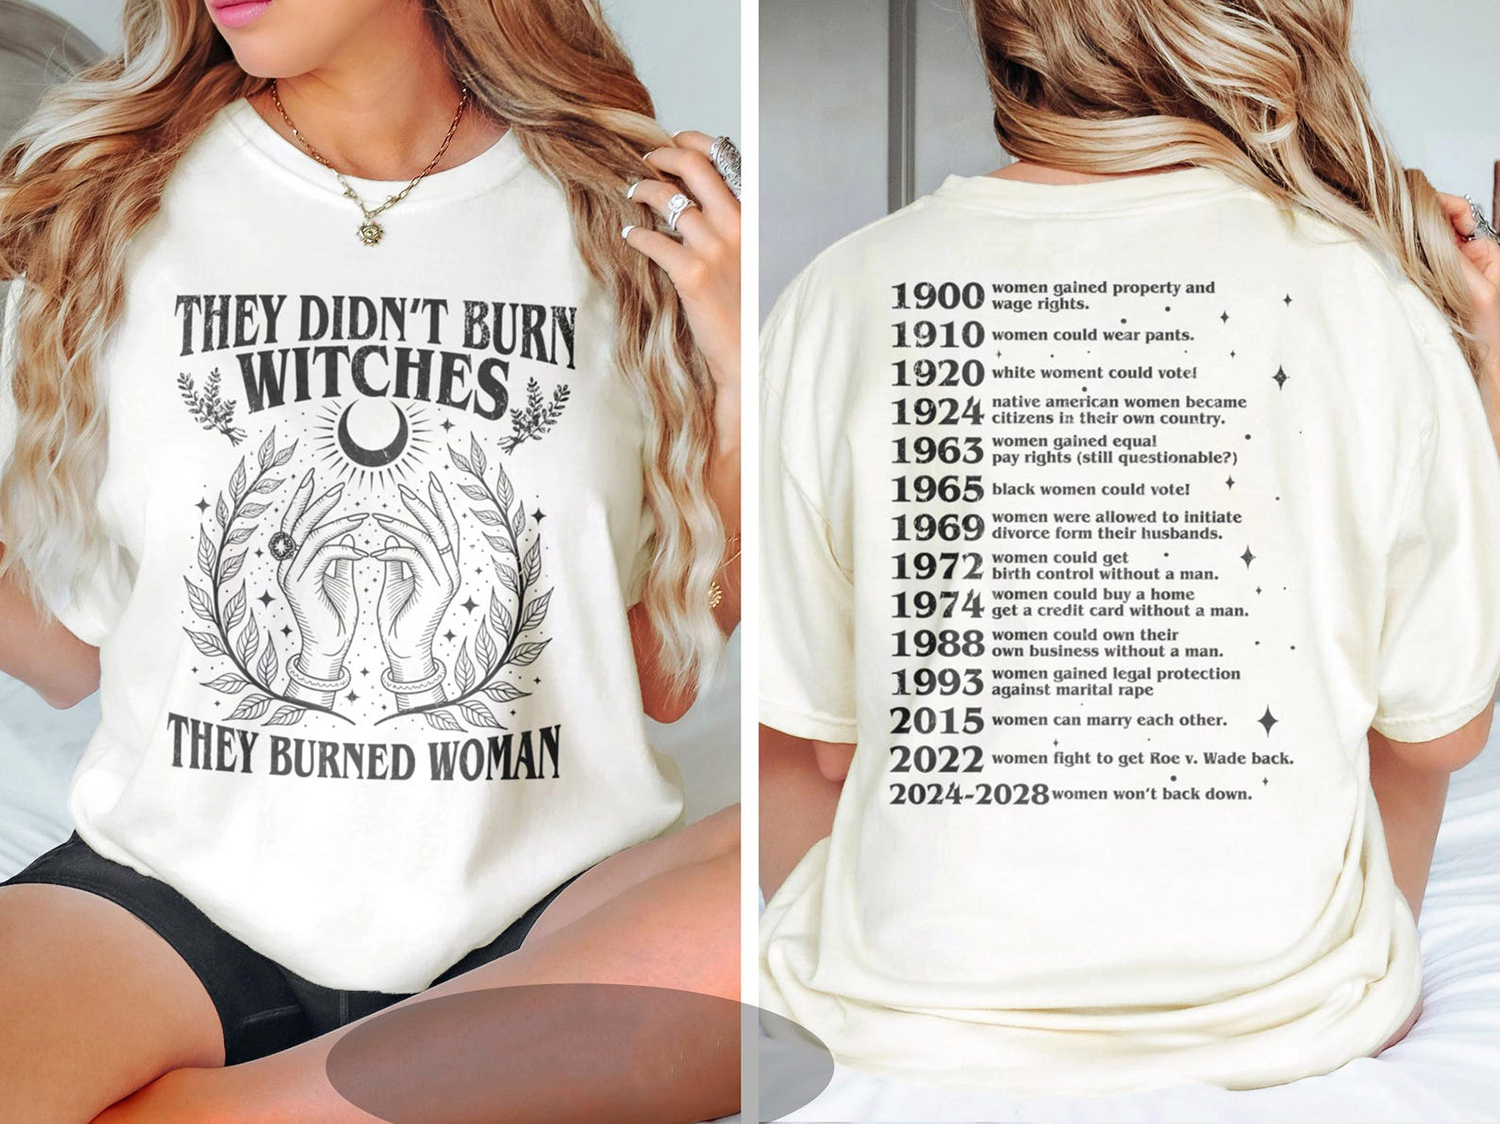 THEY DIDN'T BURN
WITCHES
THEY BURNED WOMAN
1900 women gained property and
wage rights.
1910 women could wear pants.
1920 white woment could vote!
1924 native american women became
citizens in their own country.
1963 women gained equal
pay rights (still questionable?)
1965 black women could vote!
1969 women were allowed to initiate
divorce form their husbands.
1972 women could get
birth control without a man.
1974 women could buy a home
get a credit card without a man.
1988 women could own their
own business without a man.
1993 women gained legal protection
against marital rape
2015 women can marry each other.
2022 women fight to get Roe v. Wade back.
2024-2028 women won't back down.